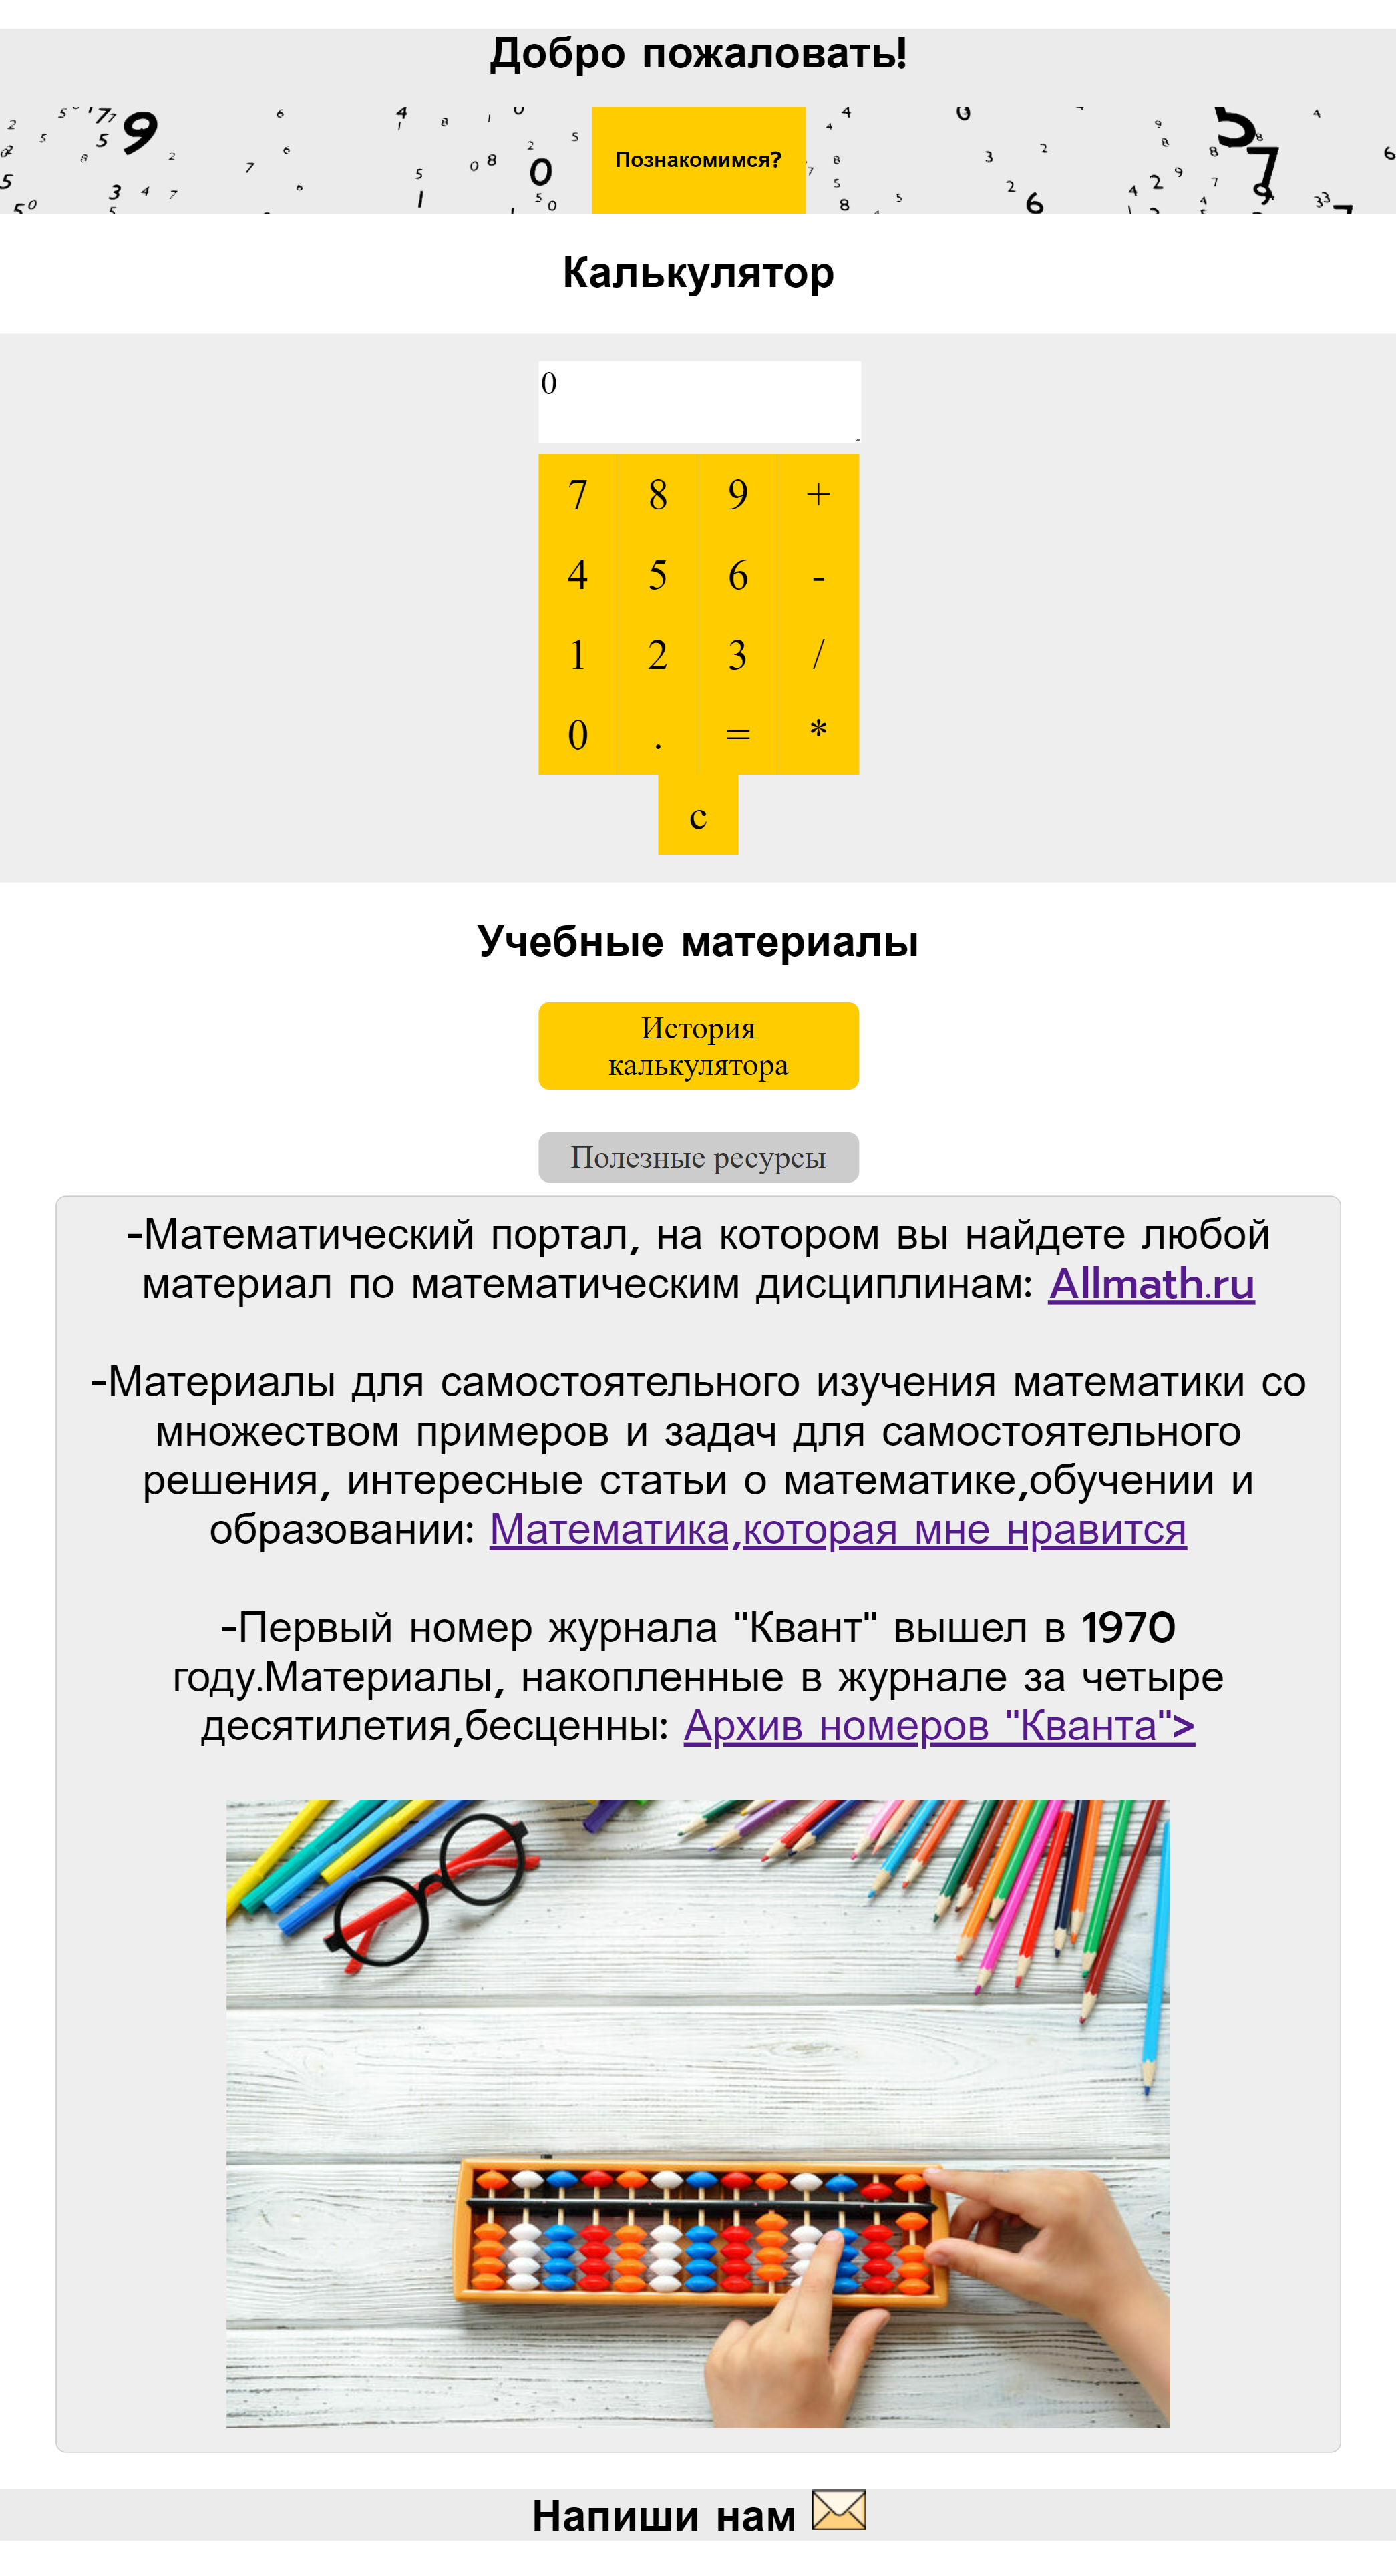 Добро пожаловать!
Познакомимся?
Калькулятор
0
7 8 9 +
4 5 6 -
1 2 3 /
0 . = *
c
Учебные материалы
История
калькулятора
Полезные ресурсы
-Математический портал, на котором вы найдете любой
материал по математическим дисциплинам: Allmath.ru
-Материалы для самостоятельного изучения математики со
множеством примеров и задач для самостоятельного
решения, интересные статьи о математике,обучении и
образовании: Математика,которая мне нравится
-Первый номер журнала "Квант" вышел в 1970
году.Материалы, накопленные в журнале за четыре
десятилетия,бесценны: Архив номеров "Кванта">
Напиши нам